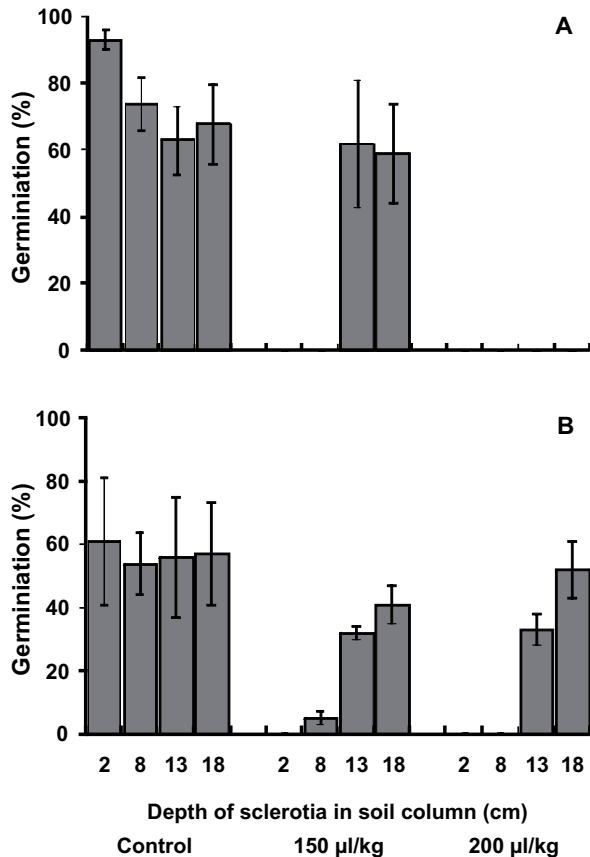 A
Germiniation (%)
100
80
60
40
20
0
B
Germiniation (%)
100
80
60
40
20
0
2 8 13 18 2 8 13 18 2 8 13 18
Depth of sclerotia in soil column (cm)
Control 150 µl/kg 200 µl/kg